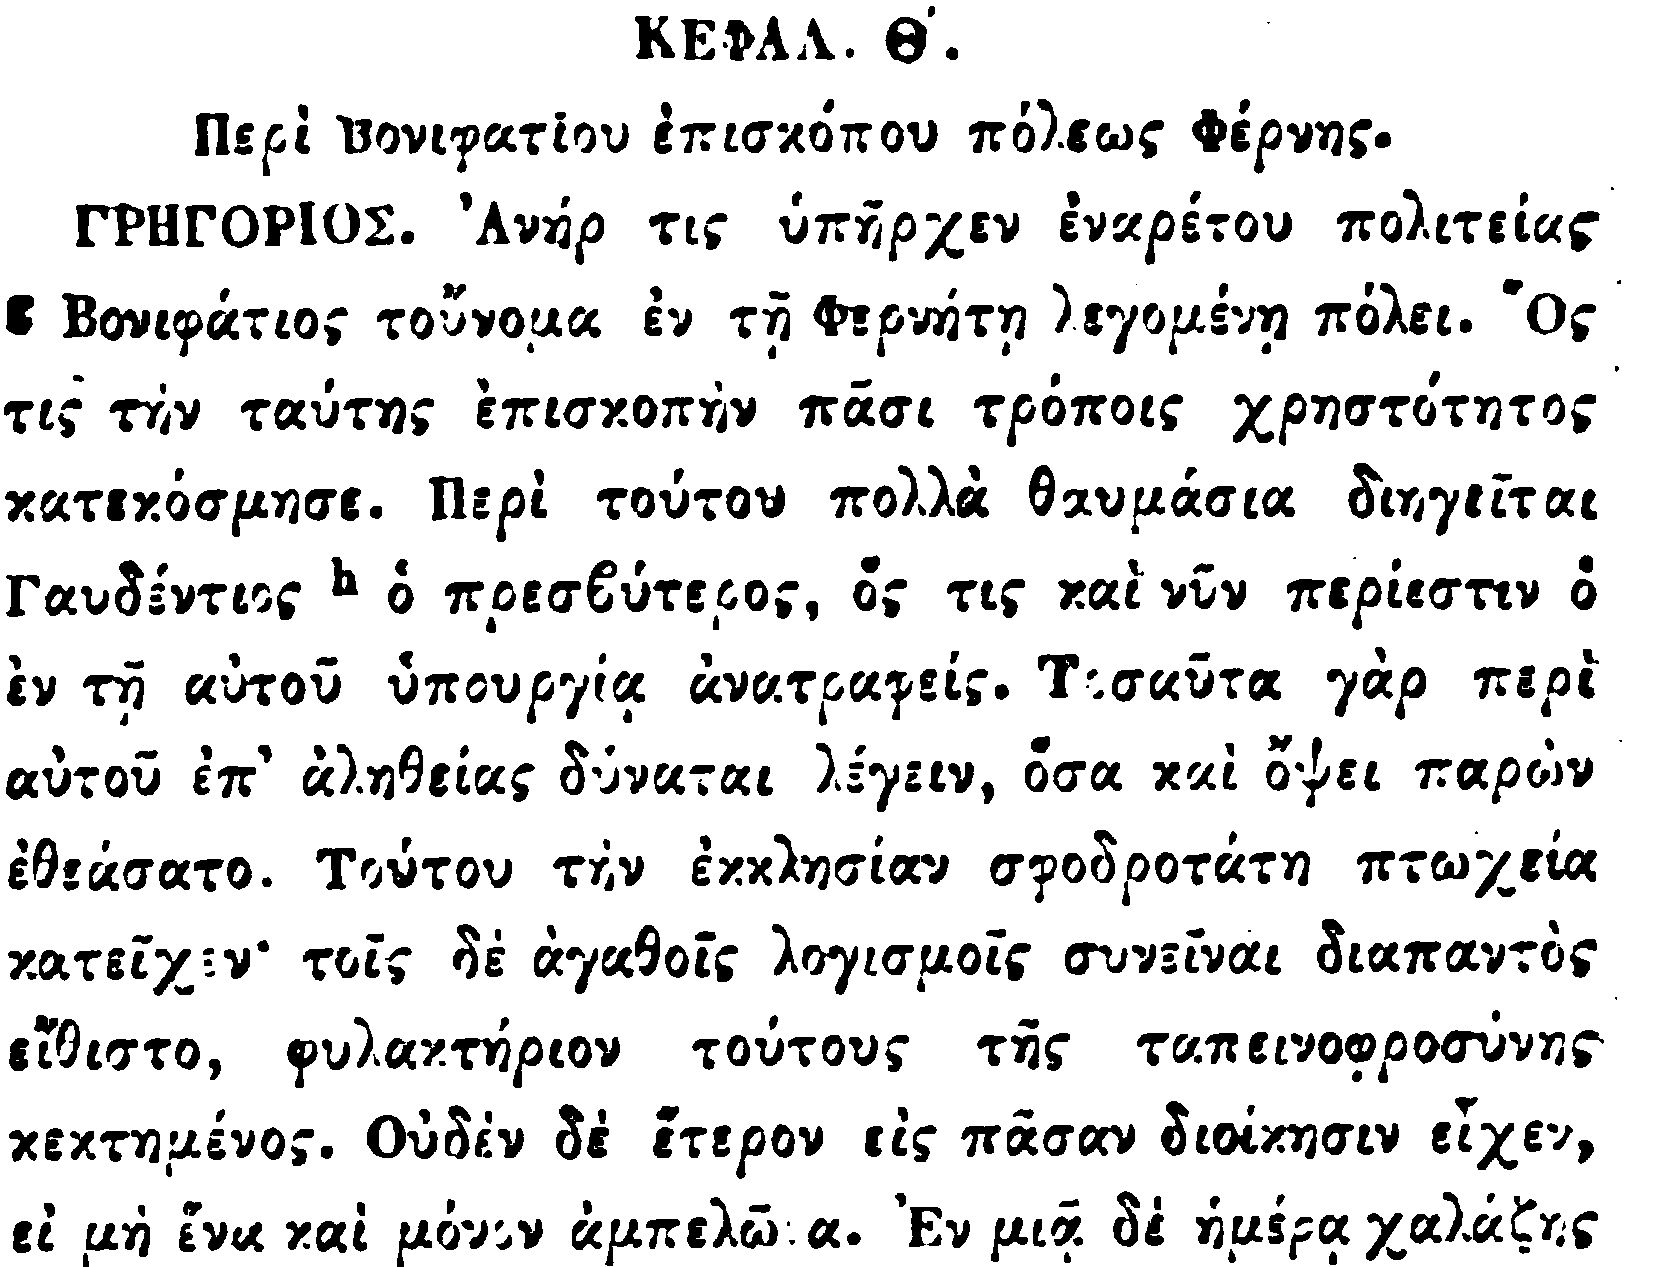 ΚΕΦΑΛ. Θ΄.
Περὶ Βονιφατίου ἐπισκόπου πόλεως Φέρνης.
ΓΡΗΓΟΡΙΟΣ. Ἀνήρ τις ὑπῆρχεν ἐναρέτου πολιτείας
Βονιφάτιος τοὔνομα ἐν τῇ Φερνήτῃ λεγομένῃ πόλει. Ὅς
τις τὴν ταύτης ἐπισκοπὴν πᾶσι τρόποις χρηστότητος
κατεκόσμησε. Περὶ τούτου πολλὰ θαυμάσια διηγεῖται
Γαυδέντιος h ὁ πρεσϐύτερος, ὅς τις καὶ νῦν περίεστιν ὁ
ἐν τῇ αὐτοῦ ὑπουργίᾳ ἀνατραφείς. Τοσαῦτα γὰρ περὶ
αὐτοῦ ἐπ᾽ ἀληθείας δύναται λέγειν, ὅσα καὶ ὄψει παρὼν
ἐθεάσατο. Τούτου τὴν ἐκκλησίαν σφοδροτάτη πτωχεία
κατεῖχεν· τοῖς δὲ ἀγαθοῖς λογισμοῖς συνεῖναι διαπαντὸς
εἴθιστο, φυλακτήριον τούτους τῆς ταπεινοφροσύνης
κεκτημένος. Οὐδὲν δὲ ἕτερον εἰς πᾶσαν διοίκησιν εἶχεν,
εἰ μὴ ἕνα καὶ μόνον ἀμπελῶνα. Ἐν μιᾷ δὲ ἡμέρᾳ χαλάζης